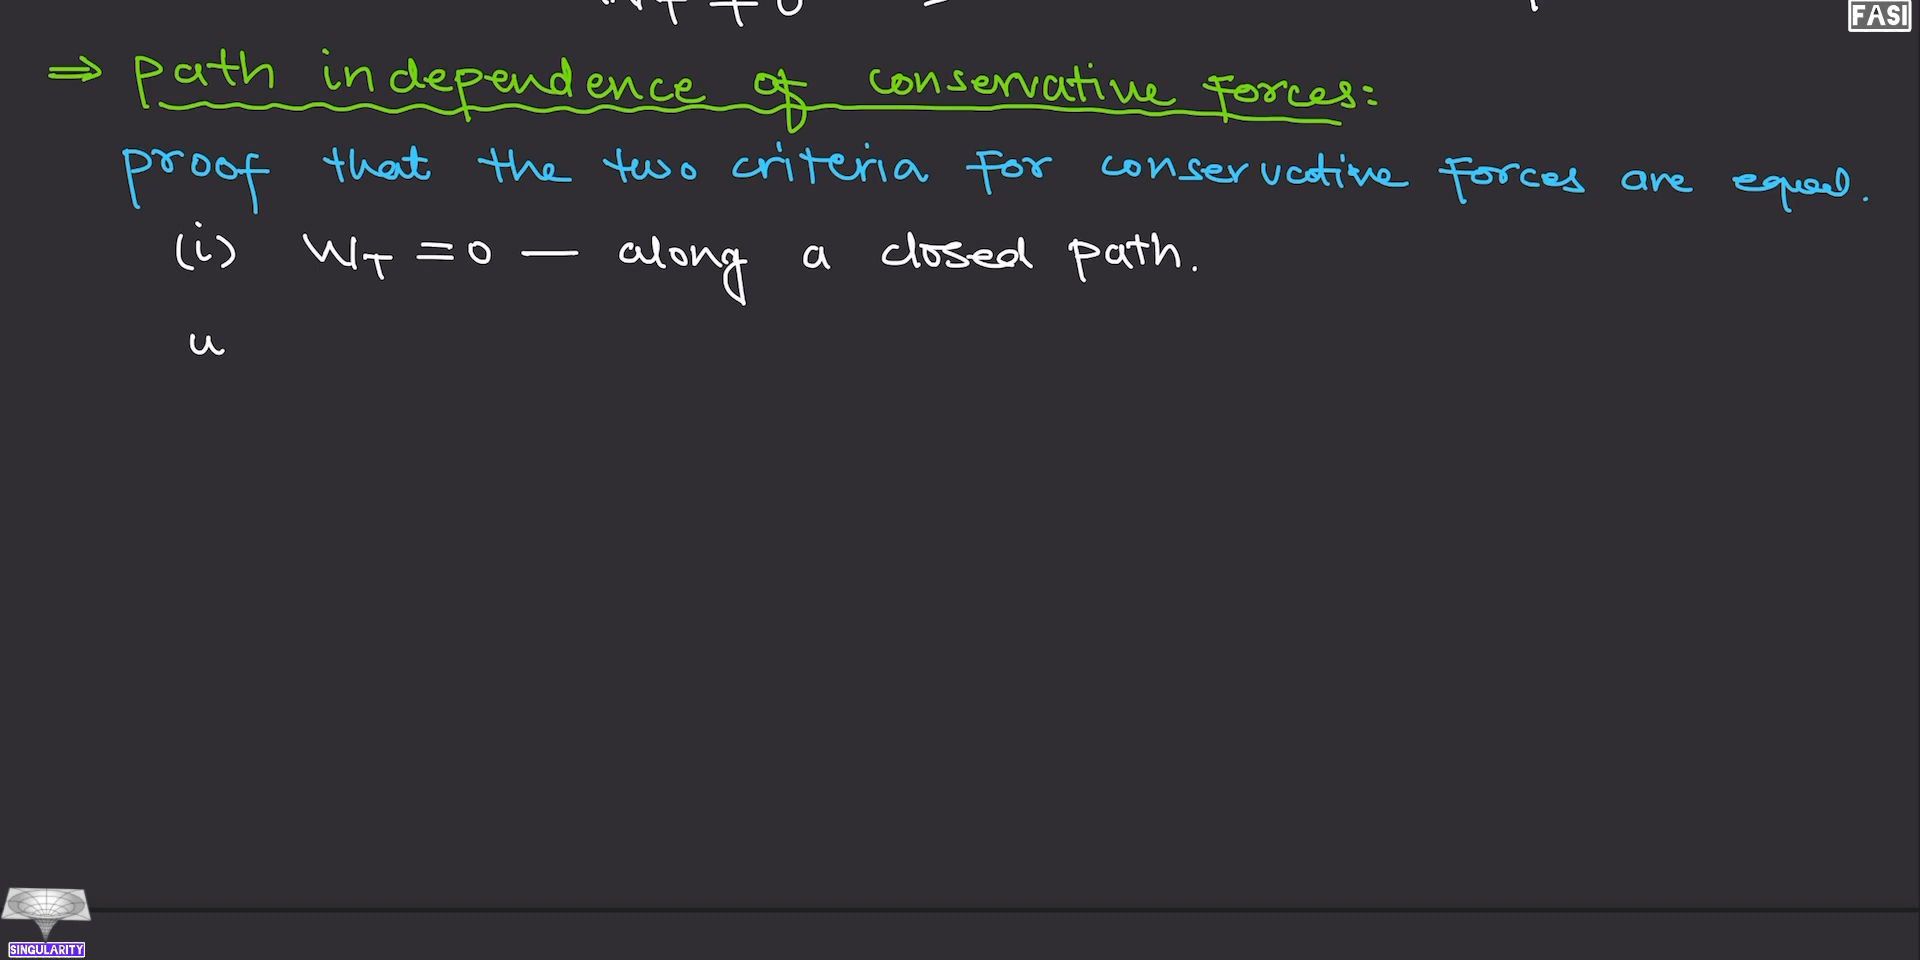 FASI
⇒ Path independence of conservative Forces:
proof that the two criteria for conservative Forces are equal.
(i) W_T = 0 — along a closed path.
u
SINGULARITY